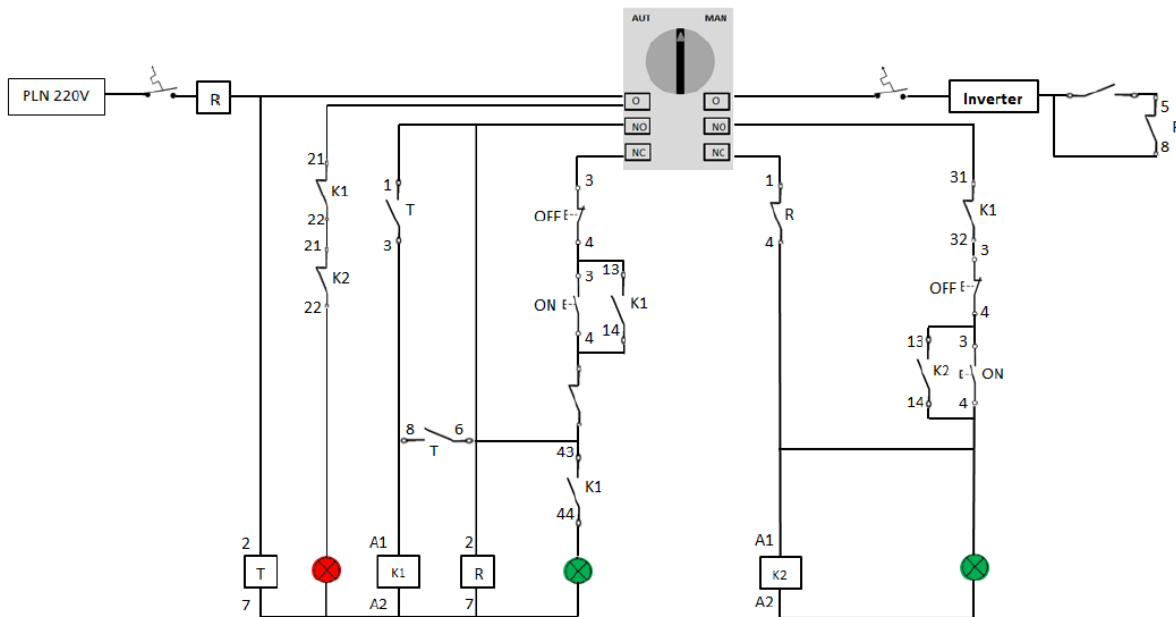 AUT MAN
PLN 220V
R
O
O
Inverter
5
NO
NO
8
NC
NC
21
K1
22
21
K2
22
1
T
3
3
OFF
4
3
13
ON
K1
4
14
1
R
4
31
K1
32
3
OFF
4
13
3
K2
ON
14
4
8
6
T
43
K1
44
2
A1
2
A1
T
K1
R
K2
7
A2
7
A2